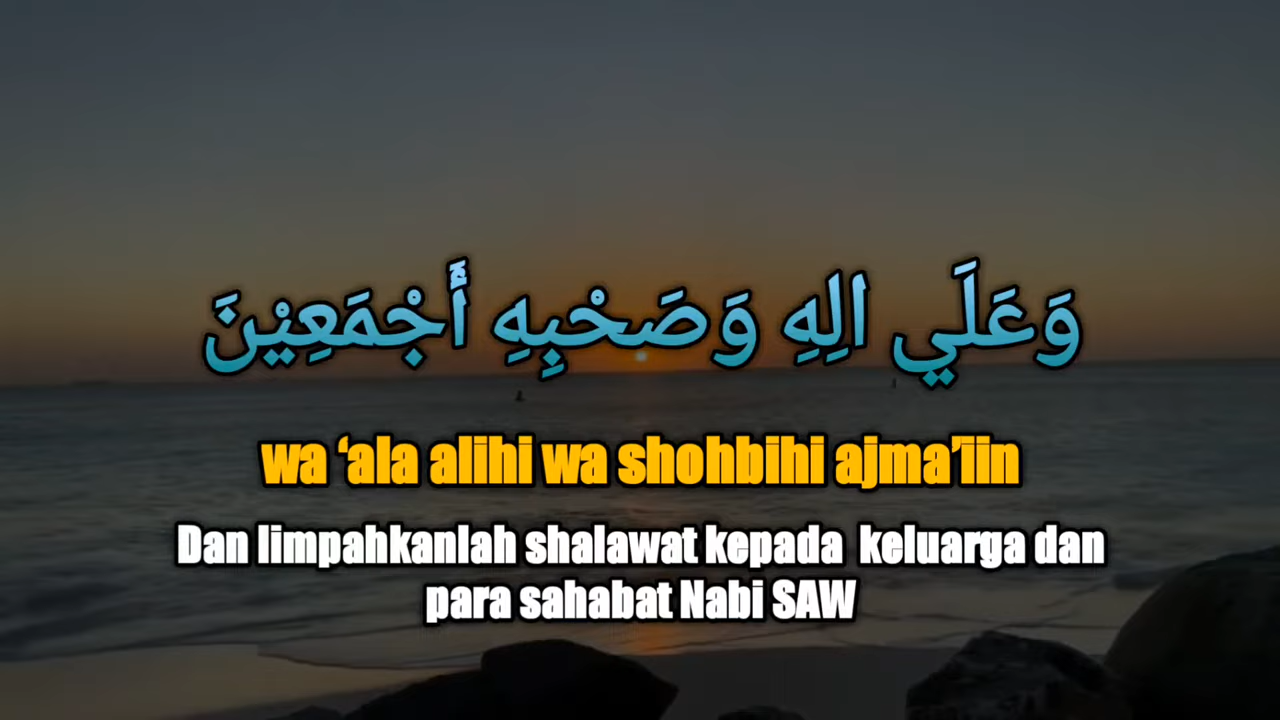 وَعَلَي الِهِ وَصَحْبِهِ أَجْمَعِيْنَ
wa ‘ala alihi wa shohbihi ajma’iin
Dan limpahkanlah shalawat kepada keluarga dan
para sahabat Nabi SAW